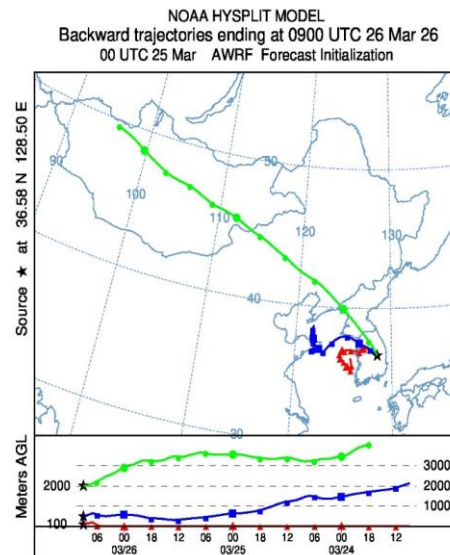 NOAA HYSPLIT MODEL
Backward trajectories ending at 0900 UTC 26 Mar 26
00 UTC 25 Mar AWRF Forecast Initialization
Source ★ at 36.58 N 128.50 E
90
100
110
120
130
50
40
30
Meters AGL
2000
100
3000
2000
1000
06 00 18 12 06 00 18 12 06 00 18 12
03/26 03/25 03/24